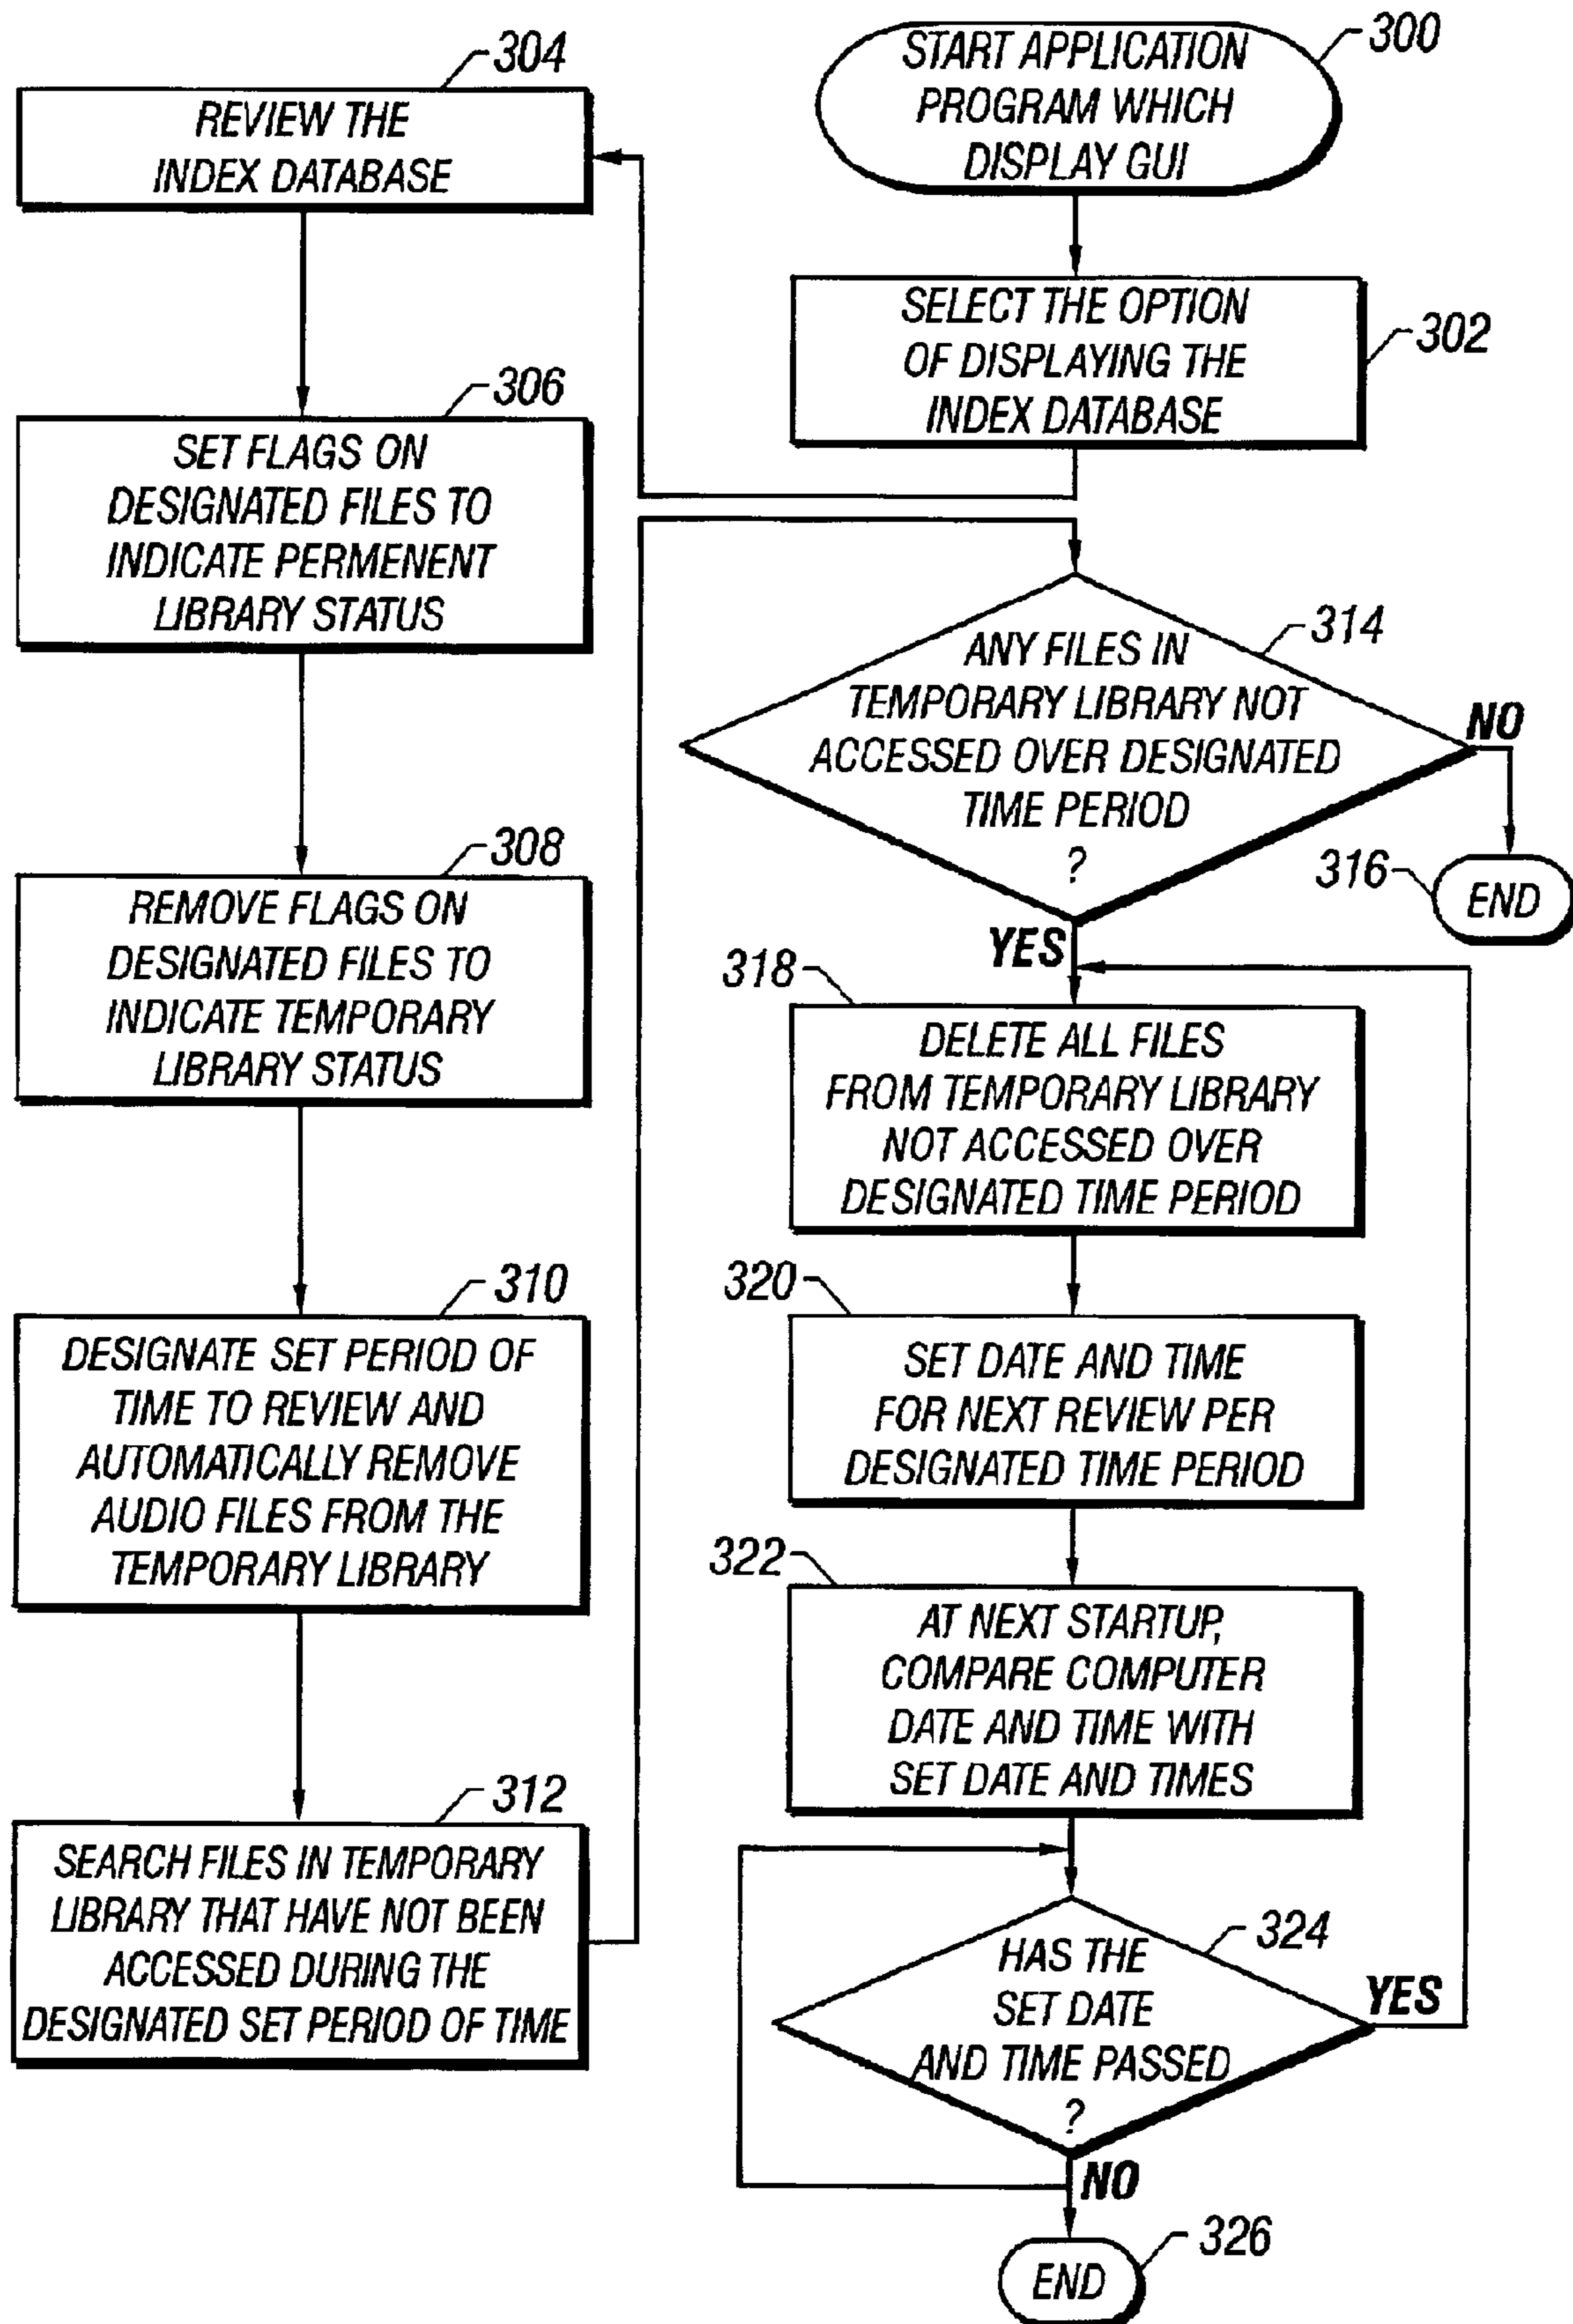 300
START APPLICATION
PROGRAM WHICH
DISPLAY GUI
302
SELECT THE OPTION
OF DISPLAYING THE
INDEX DATABASE
304
REVIEW THE
INDEX DATABASE
306
SET FLAGS ON
DESIGNATED FILES TO
INDICATE PERMENENT
LIBRARY STATUS
308
REMOVE FLAGS ON
DESIGNATED FILES TO
INDICATE TEMPORARY
LIBRARY STATUS
310
DESIGNATE SET PERIOD OF
TIME TO REVIEW AND
AUTOMATICALLY REMOVE
AUDIO FILES FROM THE
TEMPORARY LIBRARY
312
SEARCH FILES IN TEMPORARY
LIBRARY THAT HAVE NOT BEEN
ACCESSED DURING THE
DESIGNATED SET PERIOD OF TIME
314
ANY FILES IN
TEMPORARY LIBRARY NOT
ACCESSED OVER DESIGNATED
TIME PERIOD
?
NO
316
END
YES
318
DELETE ALL FILES
FROM TEMPORARY LIBRARY
NOT ACCESSED OVER
DESIGNATED TIME PERIOD
320
SET DATE AND TIME
FOR NEXT REVIEW PER
DESIGNATED TIME PERIOD
322
AT NEXT STARTUP,
COMPARE COMPUTER
DATE AND TIME WITH
SET DATE AND TIMES
324
HAS THE
SET DATE
AND TIME PASSED
?
YES
NO
326
END